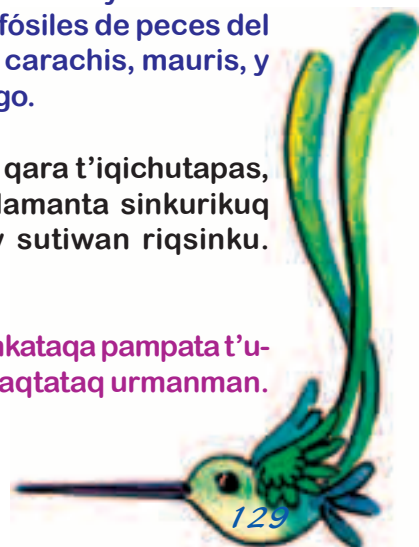 fósiles de peces del
carachis, mauris, y
go.
qara t'iqichutapas,
lamanta sinkurikuq
y sutiwan riqsinku.
nkataqa pampata t'u-
aqtataq urmanman.
129